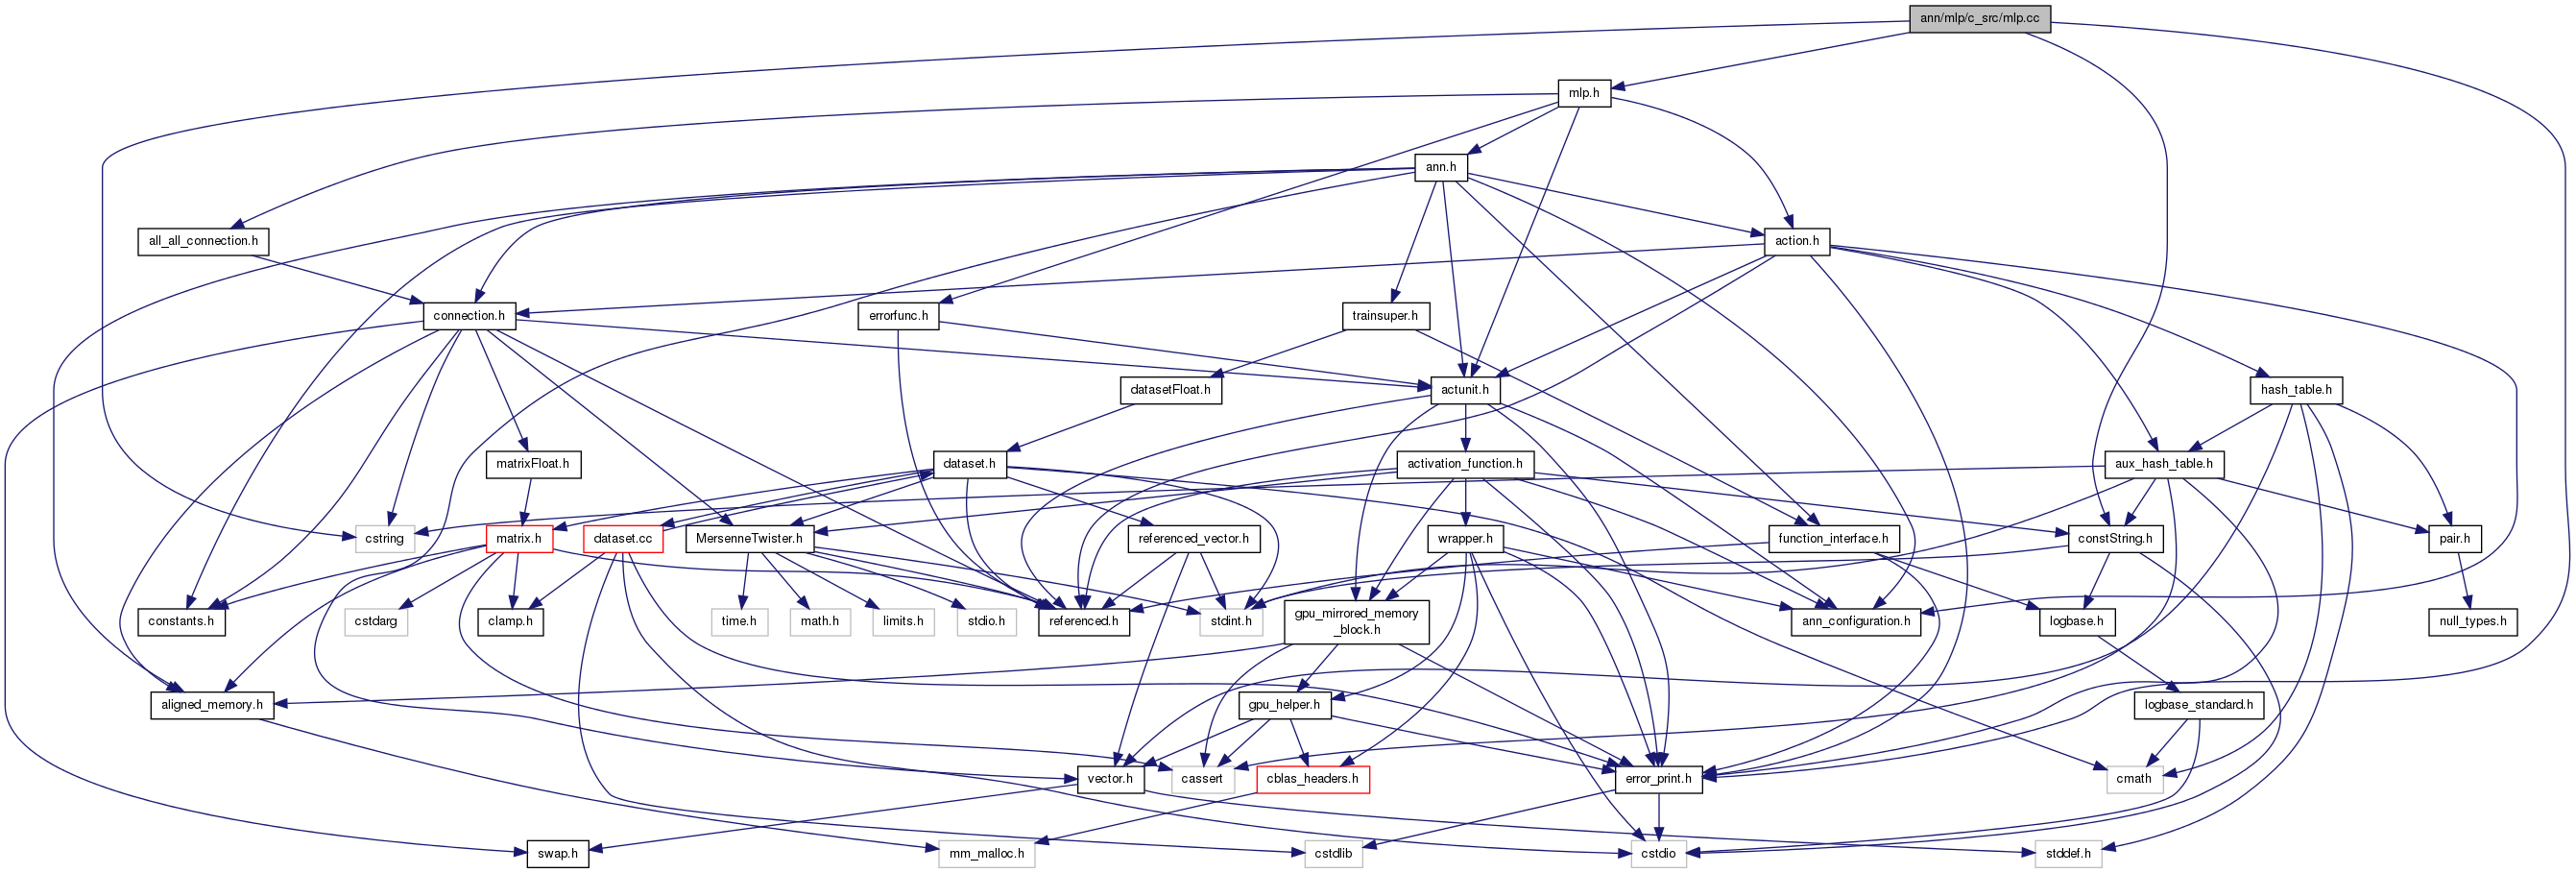 ann/mlp/c_src/mlp.cc
mlp.h
ann.h
all_all_connection.h
action.h
connection.h
errorfunc.h
trainsuper.h
datasetFloat.h
actunit.h
hash_table.h
matrixFloat.h
dataset.h
activation_function.h
aux_hash_table.h
cstring
matrix.h
dataset.cc
MersenneTwister.h
referenced_vector.h
wrapper.h
function_interface.h
constString.h
pair.h
constants.h
cstdarg
clamp.h
time.h
math.h
limits.h
stdio.h
referenced.h
stdint.h
gpu_mirrored_memory
_block.h
ann_configuration.h
logbase.h
null_types.h
aligned_memory.h
gpu_helper.h
logbase_standard.h
vector.h
cassert
cblas_headers.h
error_print.h
cmath
swap.h
mm_malloc.h
cstdlib
cstdio
stddef.h